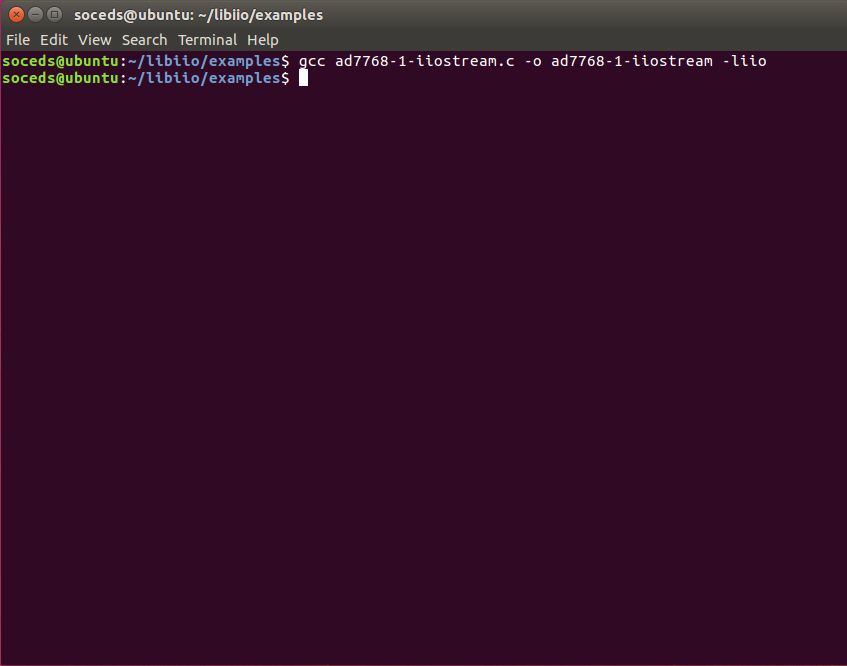 soceds@ubuntu: ~/libiio/examples
File Edit View Search Terminal Help
soceds@ubuntu:~/libiio/examples$ gcc ad7768-1-iiostream.c -o ad7768-1-iiostream -liio
soceds@ubuntu:~/libiio/examples$